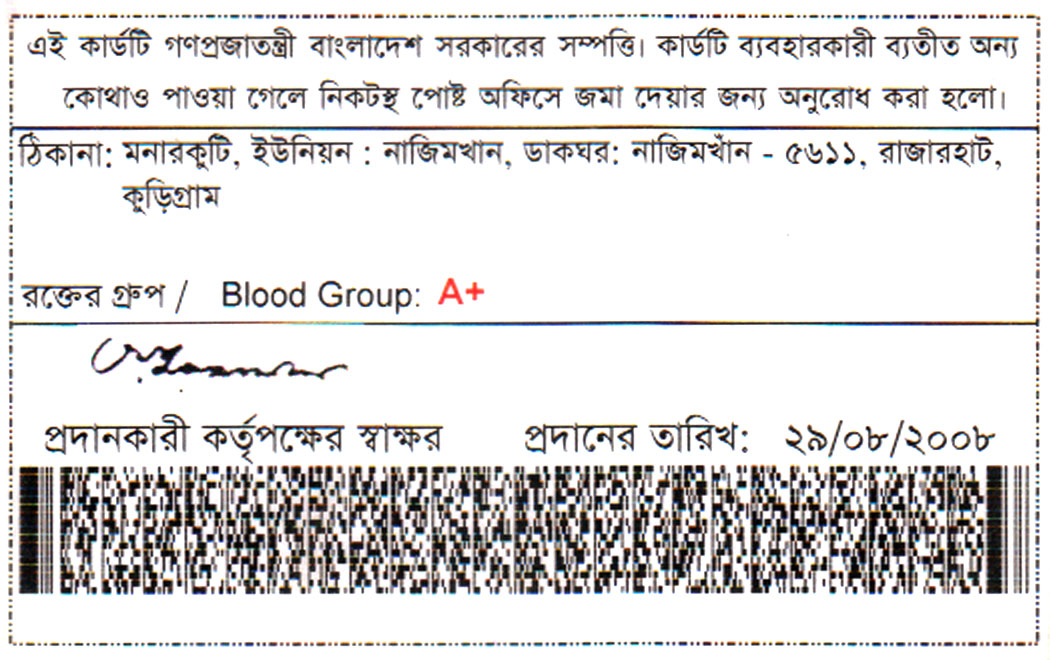 এই কার্ডটি গণপ্রজাতন্ত্রী বাংলাদেশ সরকারের সম্পত্তি। কার্ডটি ব্যবহারকারী ব্যতীত অন্য
কোথাও পাওয়া গেলে নিকটস্থ পোষ্ট অফিসে জমা দেয়ার জন্য অনুরোধ করা হলো।
ঠিকানা: মনারকুটি, ইউনিয়ন : নাজিমখান, ডাকঘর: নাজিমখাঁন - ৫৬১১, রাজারহাট,
কুড়িগ্রাম
রক্তের গ্রুপ / Blood Group: A+
প্রদানকারী কর্তৃপক্ষের স্বাক্ষর প্রদানের তারিখ: ২৯/০৮/২০০৮